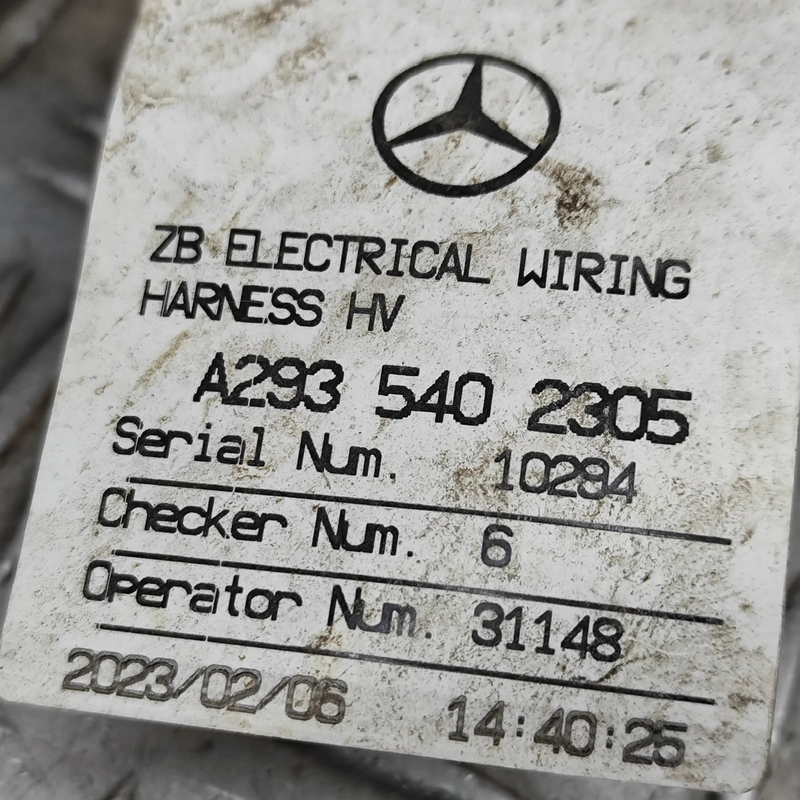 ZB ELECTRICAL WIRING
HARNESS HV
A293 540 2305
Serial Num. 10294
Checker Num. 6
Operator Num. 31148
2023/02/06 14:40:25